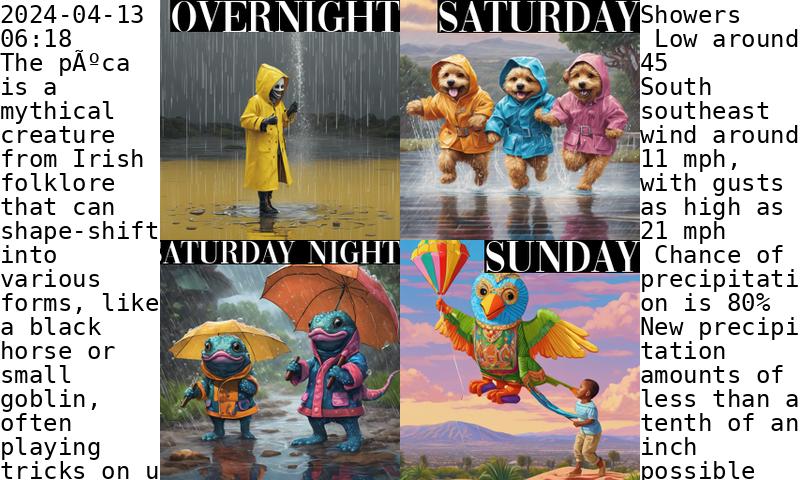 2024-04-13
06:18
The pÃºca
is a
mythical
creature
from Irish
folklore
that can
shape-shift
into
various
forms, like
a black
horse or
small
goblin,
often
playing
tricks on u
OVERNIGHT
SATURDAY
ATURDAY NIGHT
SUNDAY
Showers
Low around
45
South
southeast
wind around
11 mph,
with gusts
as high as
21 mph
Chance of
precipitati
on is 80%
New precipi
tation
amounts of
less than a
tenth of an
inch
possible